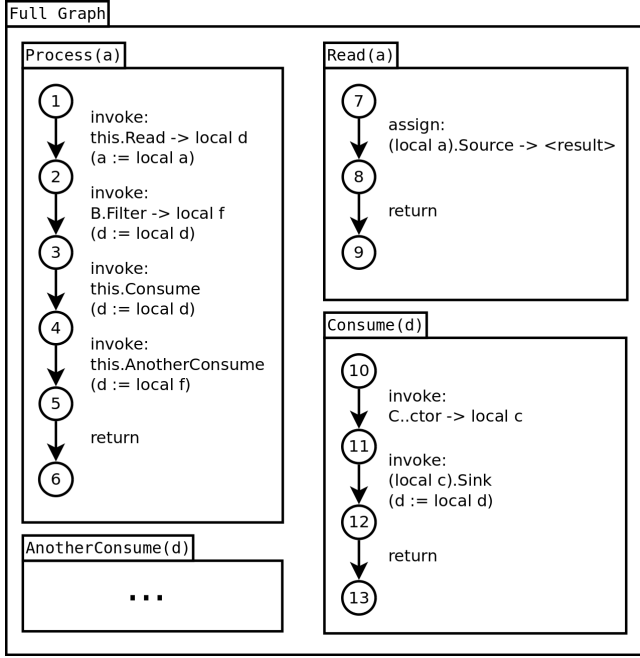 Full Graph
Process(a)
1
invoke:
this.Read -> local d
(a := local a)
2
invoke:
B.Filter -> local f
(d := local d)
3
invoke:
this.Consume
(d := local d)
4
invoke:
this.AnotherConsume
(d := local f)
5
return
6
AnotherConsume(d)
...
Read(a)
7
assign:
(local a).Source -> <result>
8
return
9
Consume(d)
10
invoke:
C..ctor -> local c
11
invoke:
(local c).Sink
(d := local d)
12
return
13